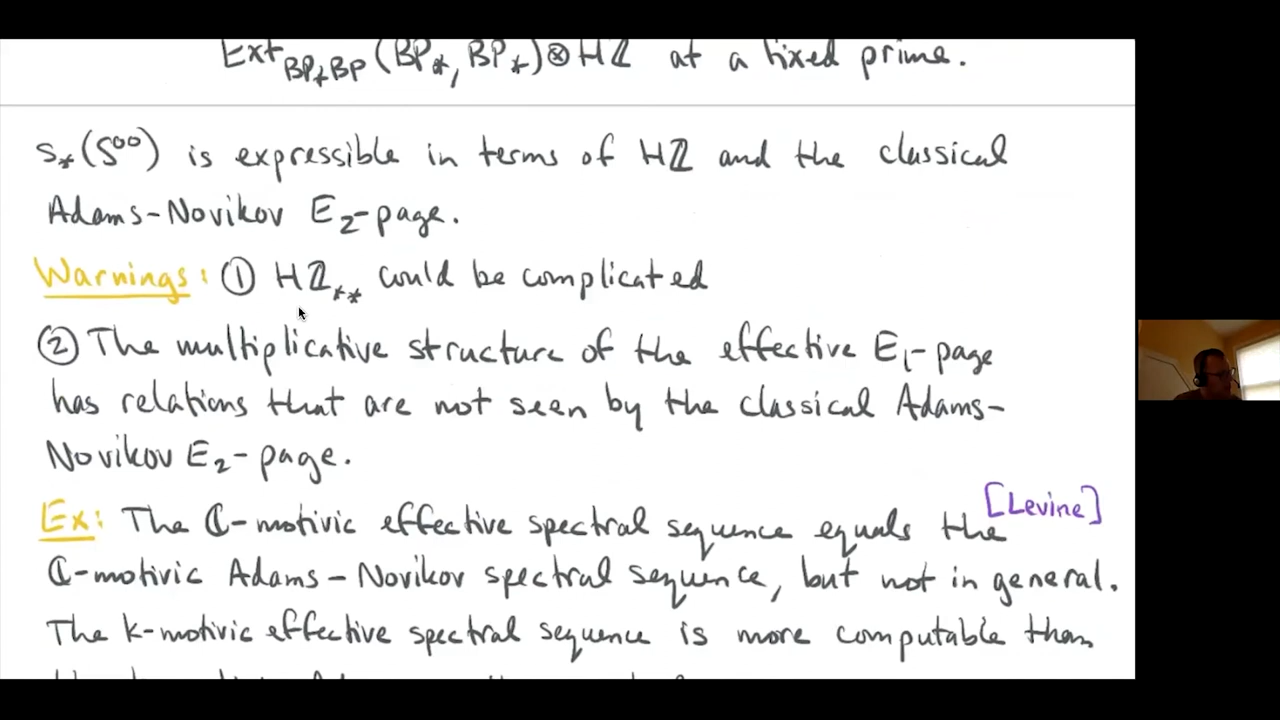 Ext_{BP_*BP}(BP_*, BP_*)⊗Hℤ at a fixed prime.
s_*(S^{00}) is expressible in terms of Hℤ and the classical
Adams-Novikov E_2-page.
Warnings: ① Hℤ_{**} could be complicated
② The multiplicative structure of the effective E_1-page
has relations that are not seen by the classical Adams-
Novikov E_2-page.
[Levine]
Ex: The ℂ-motivic effective spectral sequence equals the
ℂ-motivic Adams-Novikov spectral sequence, but not in general.
The k-motivic effective spectral sequence is more computable than